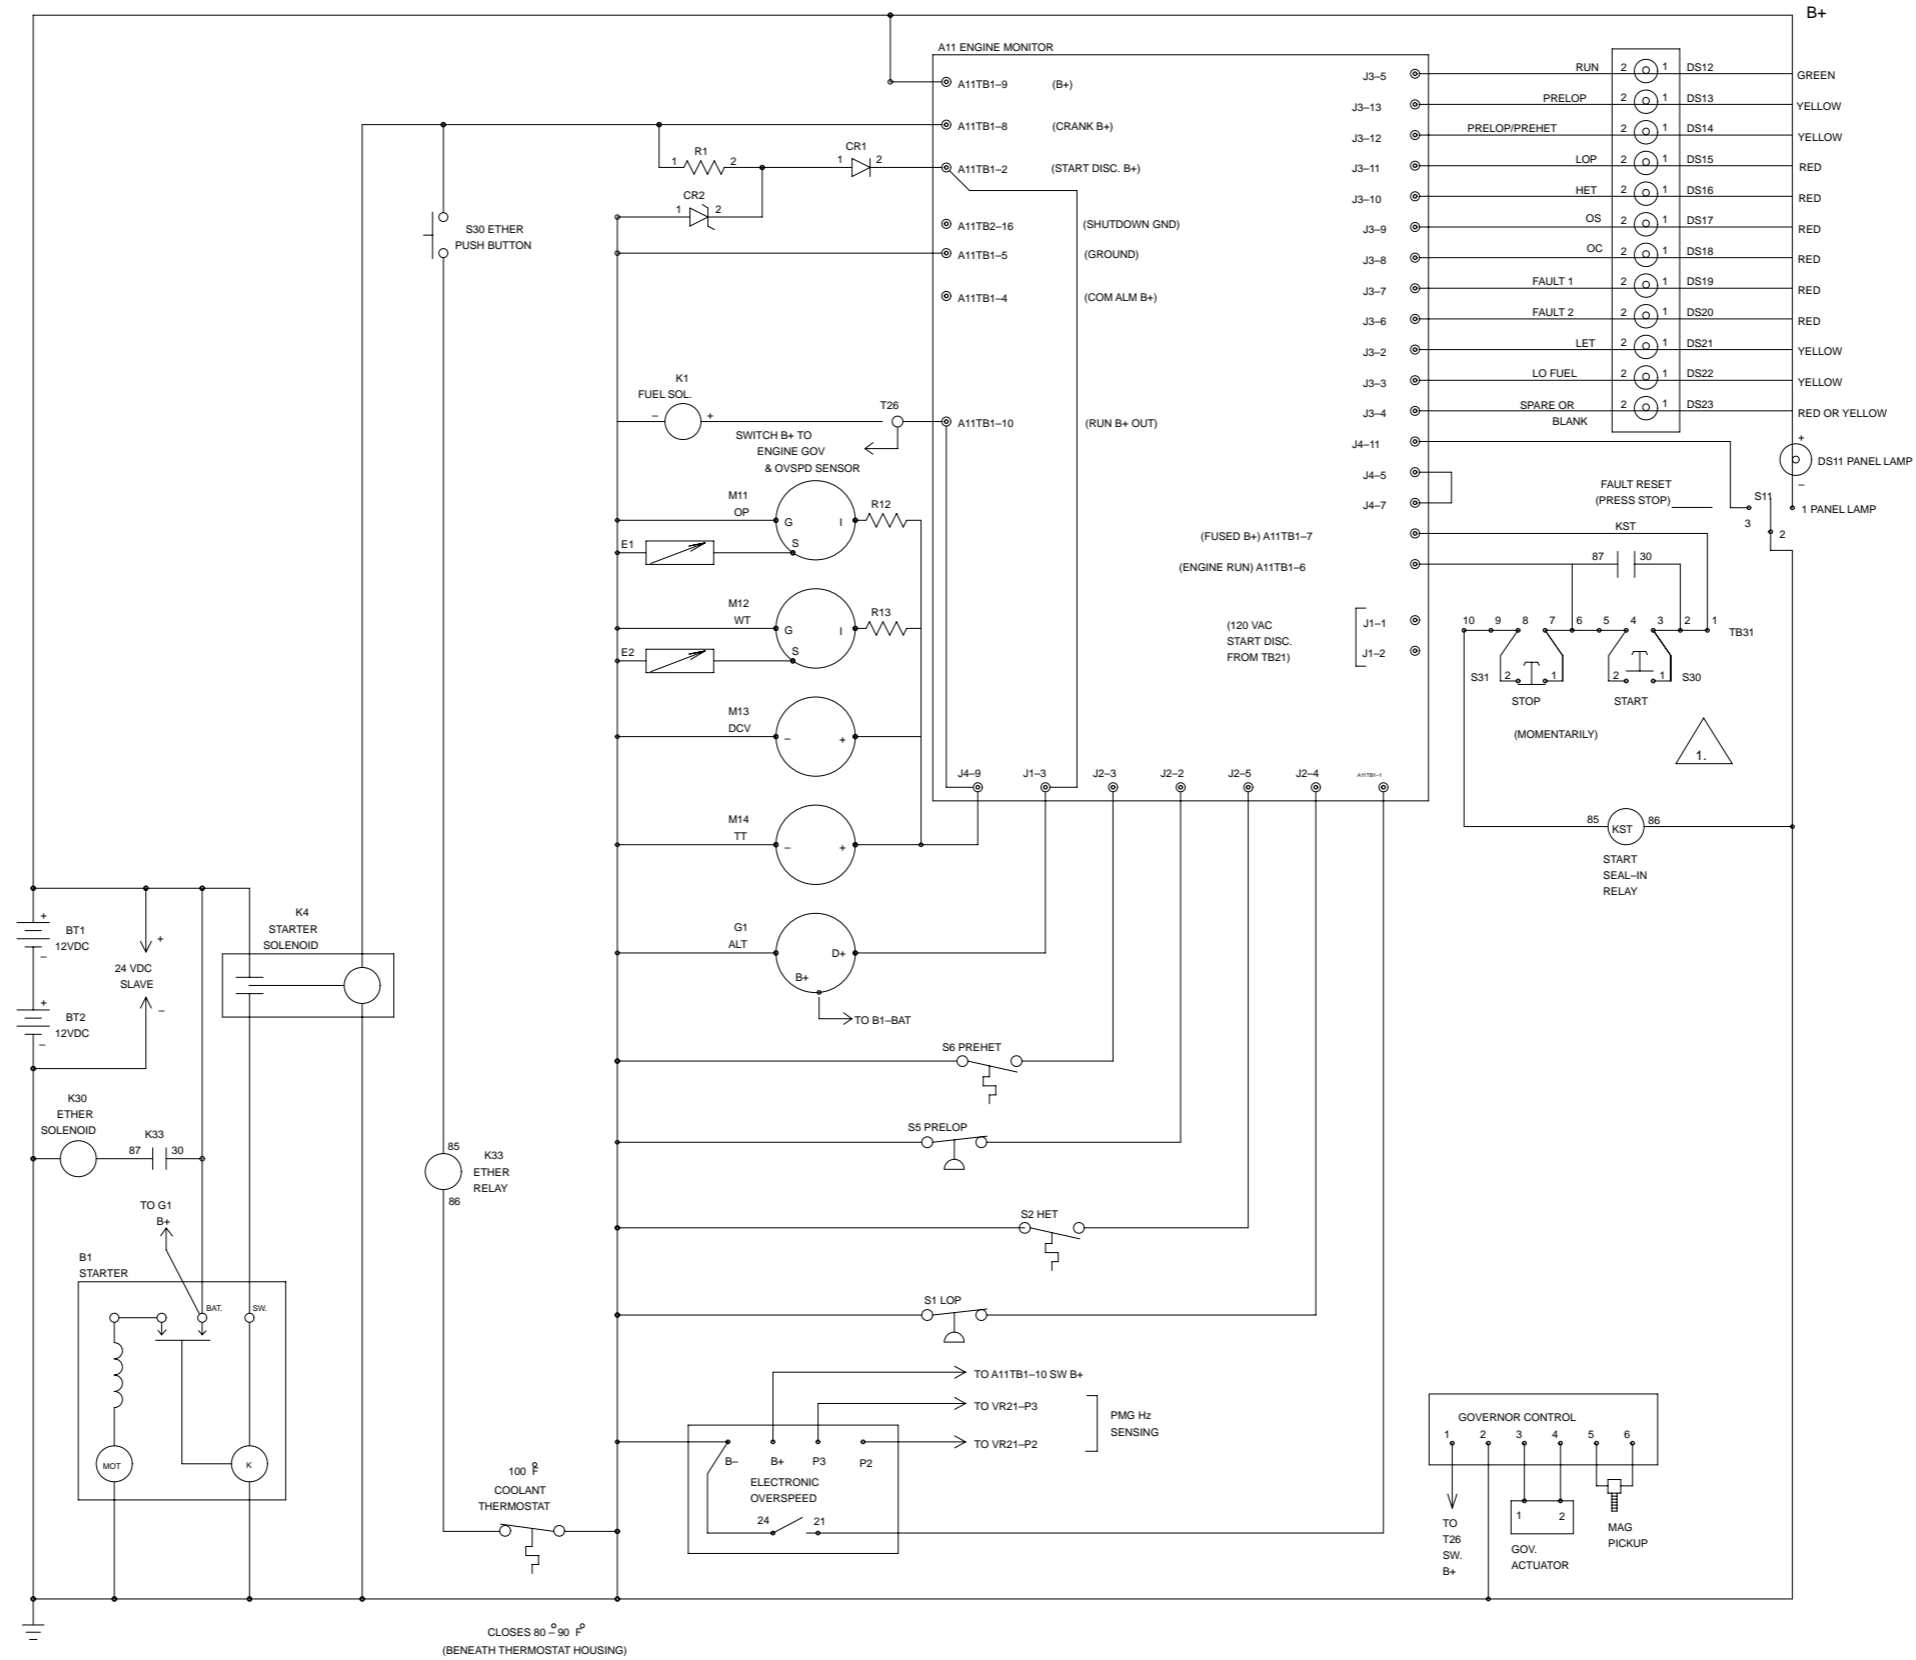 B+
A11 ENGINE MONITOR
A11TB1–9 (B+)
A11TB1–8 (CRANK B+)
A11TB1–2 (START DISC. B+)
A11TB2–16 (SHUTDOWN GND)
A11TB1–5 (GROUND)
A11TB1–4 (COM ALM B+)
A11TB1–10 (RUN B+ OUT)
J3–5 RUN 2 1 DS12 GREEN
J3–13 PRELOP 2 1 DS13 YELLOW
J3–12 PRELOP/PREHET 2 1 DS14 YELLOW
J3–11 LOP 2 1 DS15 RED
J3–10 HET 2 1 DS16 RED
J3–9 OS 2 1 DS17 RED
J3–8 OC 2 1 DS18 RED
J3–7 FAULT 1 2 1 DS19 RED
J3–6 FAULT 2 2 1 DS20 RED
J3–2 LET 2 1 DS21 YELLOW
J3–3 LO FUEL 2 1 DS22 YELLOW
J3–4 SPARE OR 2 1 DS23 RED OR YELLOW
BLANK
J4–11
J4–5
J4–7
(FUSED B+) A11TB1–7
(ENGINE RUN) A11TB1–6
(120 VAC
START DISC.
FROM TB21)
J1–1
J1–2
+
DS11 PANEL LAMP
–
FAULT RESET
(PRESS STOP)
S11
1 PANEL LAMP
3
2
KST
87 30
10 9 8 7 6 5 4 3 2 1
TB31
S31 2 1
2 1 S30
STOP
START
(MOMENTARILY)
1.
85 KST 86
START
SEAL–IN
RELAY
1 R1 2
1 CR1 2
1 CR2 2
S30 ETHER
PUSH BUTTON
K1
FUEL SOL.
– +
T26
SWITCH B+ TO
ENGINE GOV
& OVSPD SENSOR
M11
OP
G I
S
R12
E1
M12
WT
G I
S
R13
E2
M13
DCV
– +
M14
TT
– +
J4–9 J1–3 J2–3 J2–2 J2–5 J2–4 A11TB1–1
G1
ALT
D+
B+
TO B1–BAT
S6 PREHET
S5 PRELOP
S2 HET
S1 LOP
+
BT1
12VDC
–
+
BT2
12VDC
–
+
24 VDC
SLAVE
–
K4
STARTER
SOLENOID
K30
ETHER
SOLENOID
K33
87 30
TO G1
B+
B1
STARTER
BAT.
SW.
MOT
K
85
K33
ETHER
RELAY
86
100 °F
COOLANT
THERMOSTAT
TO A11TB1–10 SW B+
TO VR21–P3
TO VR21–P2
PMG Hz
SENSING
B– B+ P3 P2
ELECTRONIC
OVERSPEED
24 21
GOVERNOR CONTROL
1 2 3 4 5 6
TO
T26
SW.
B+
1 2
GOV.
ACTUATOR
MAG
PICKUP
CLOSES 80°– 90 F°
(BENEATH THERMOSTAT HOUSING)